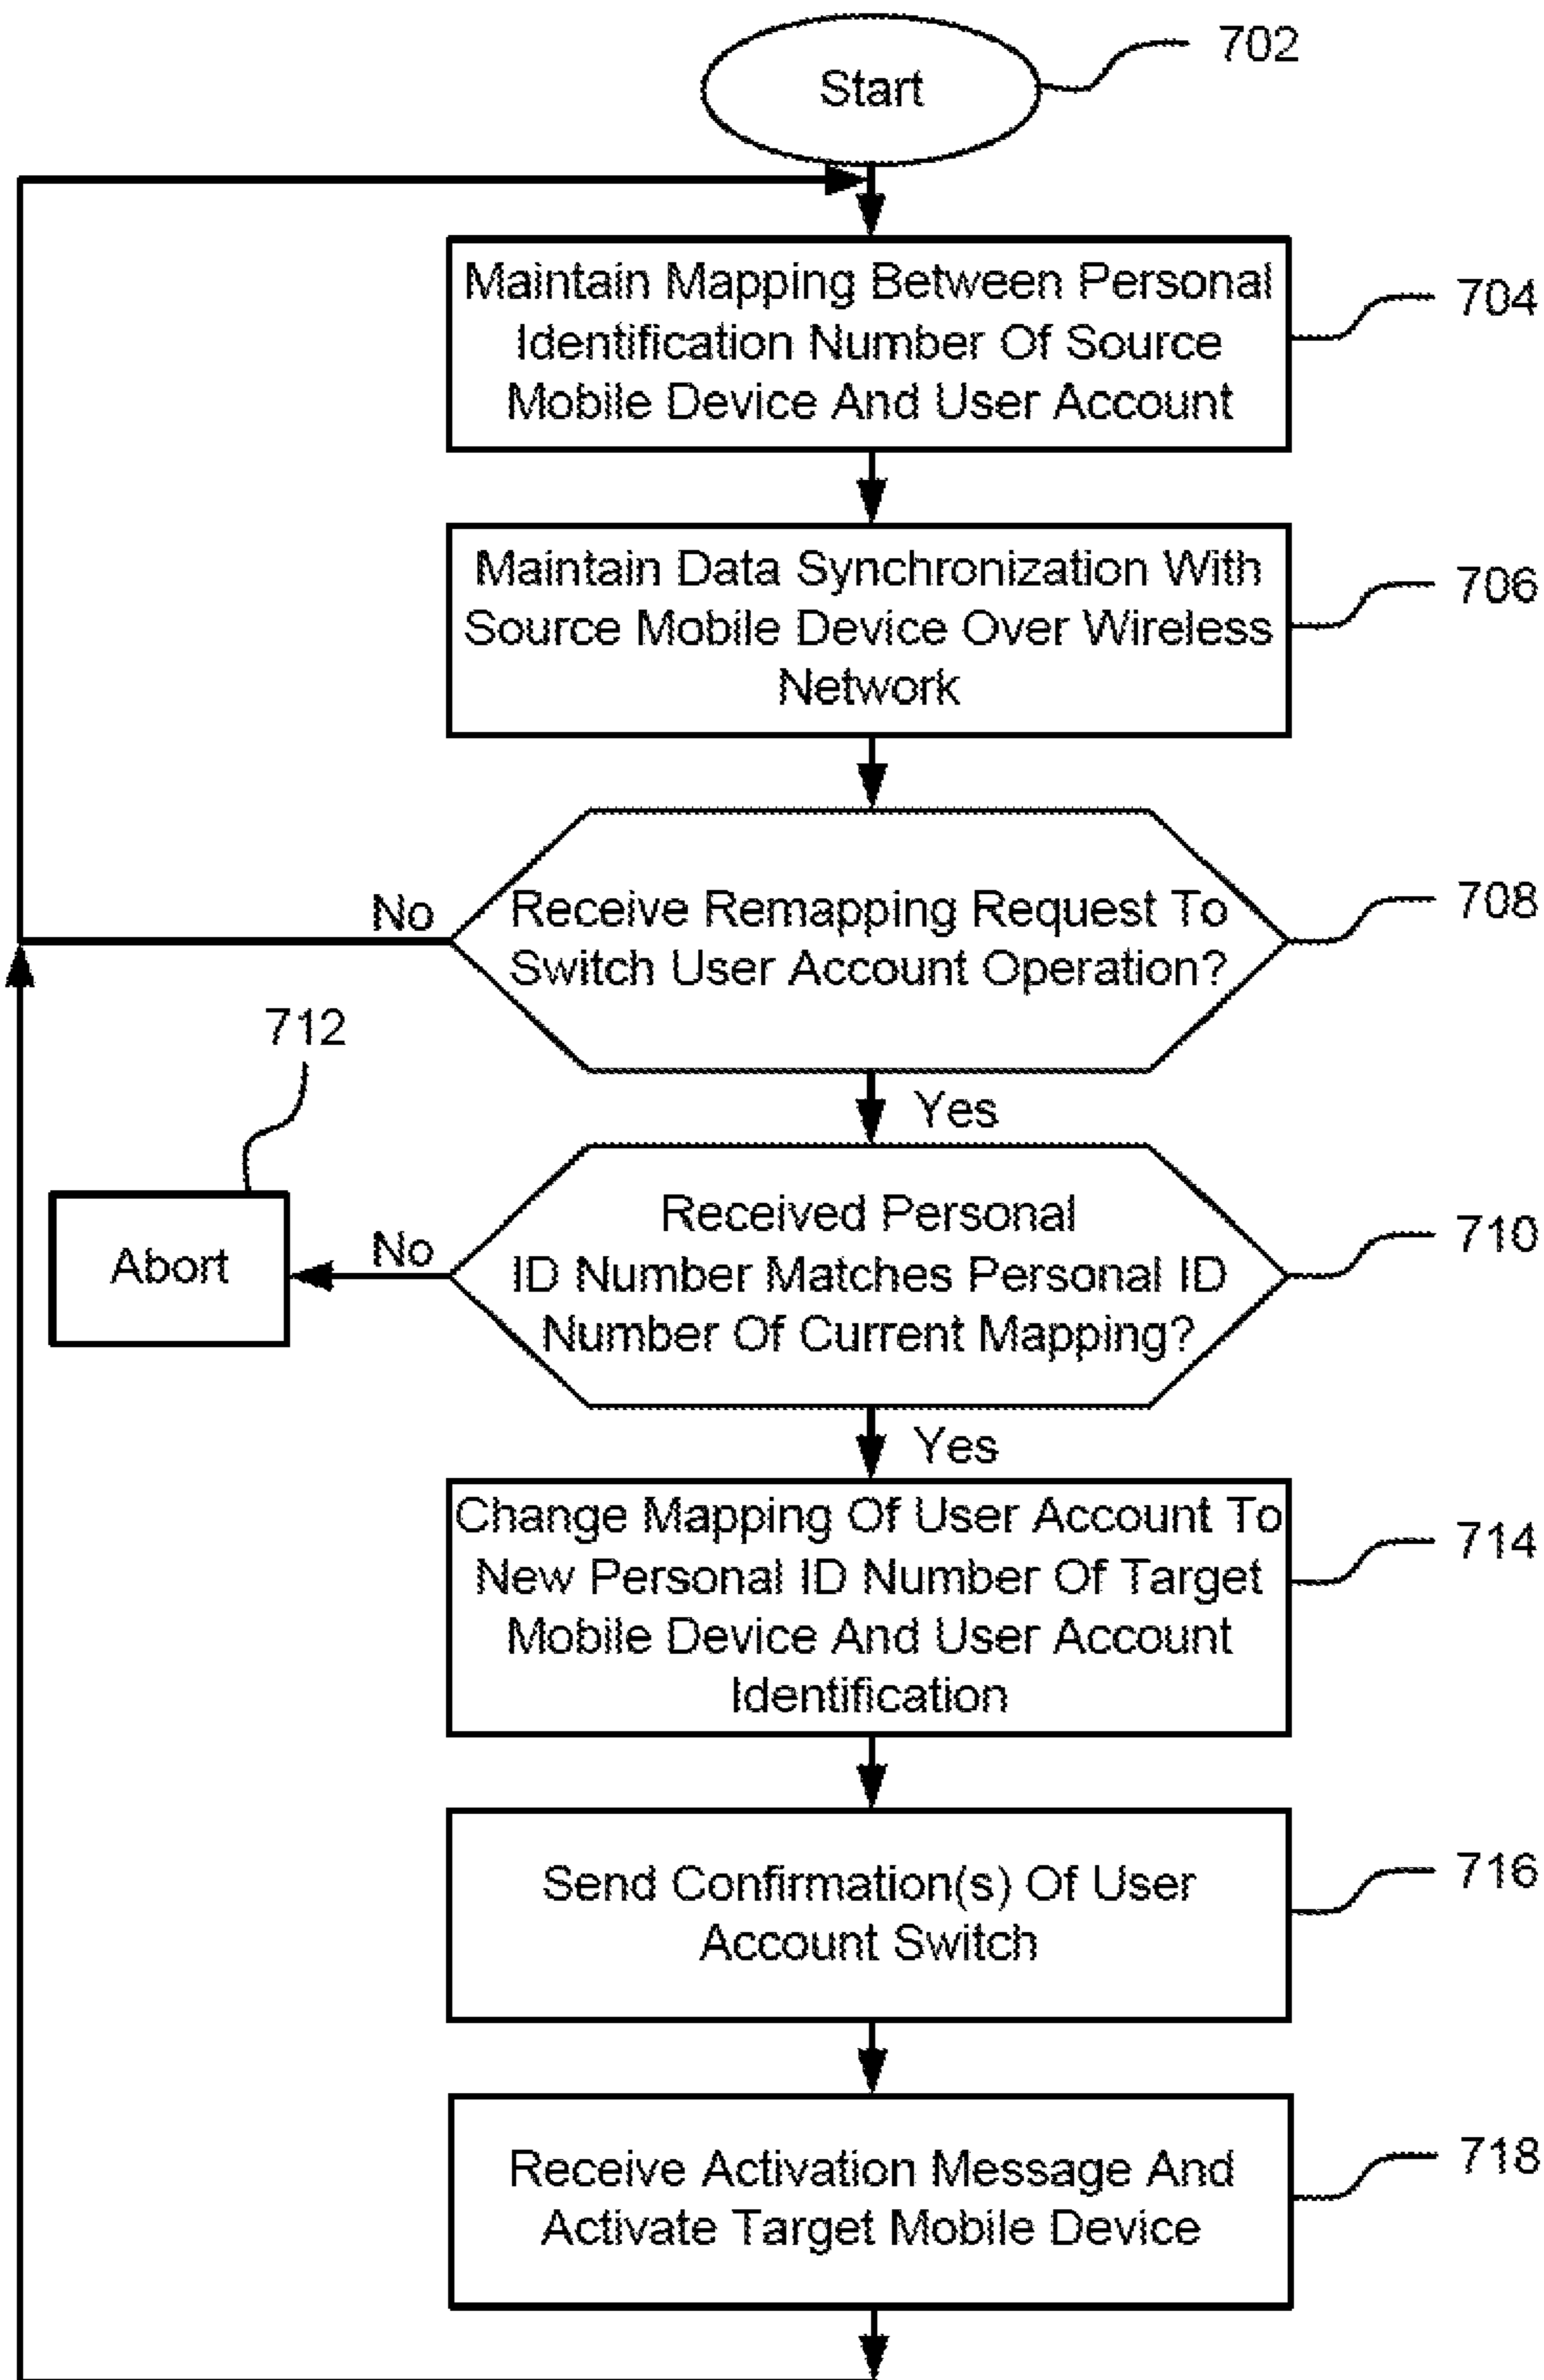 Start
702
Maintain Mapping Between Personal
Identification Number Of Source
Mobile Device And User Account
704
Maintain Data Synchronization With
Source Mobile Device Over Wireless
Network
706
Receive Remapping Request To
Switch User Account Operation?
708
No
Yes
712
Abort
No
Received Personal
ID Number Matches Personal ID
Number Of Current Mapping?
710
Yes
Change Mapping Of User Account To
New Personal ID Number Of Target
Mobile Device And User Account
Identification
714
Send Confirmation(s) Of User
Account Switch
716
Receive Activation Message And
Activate Target Mobile Device
718